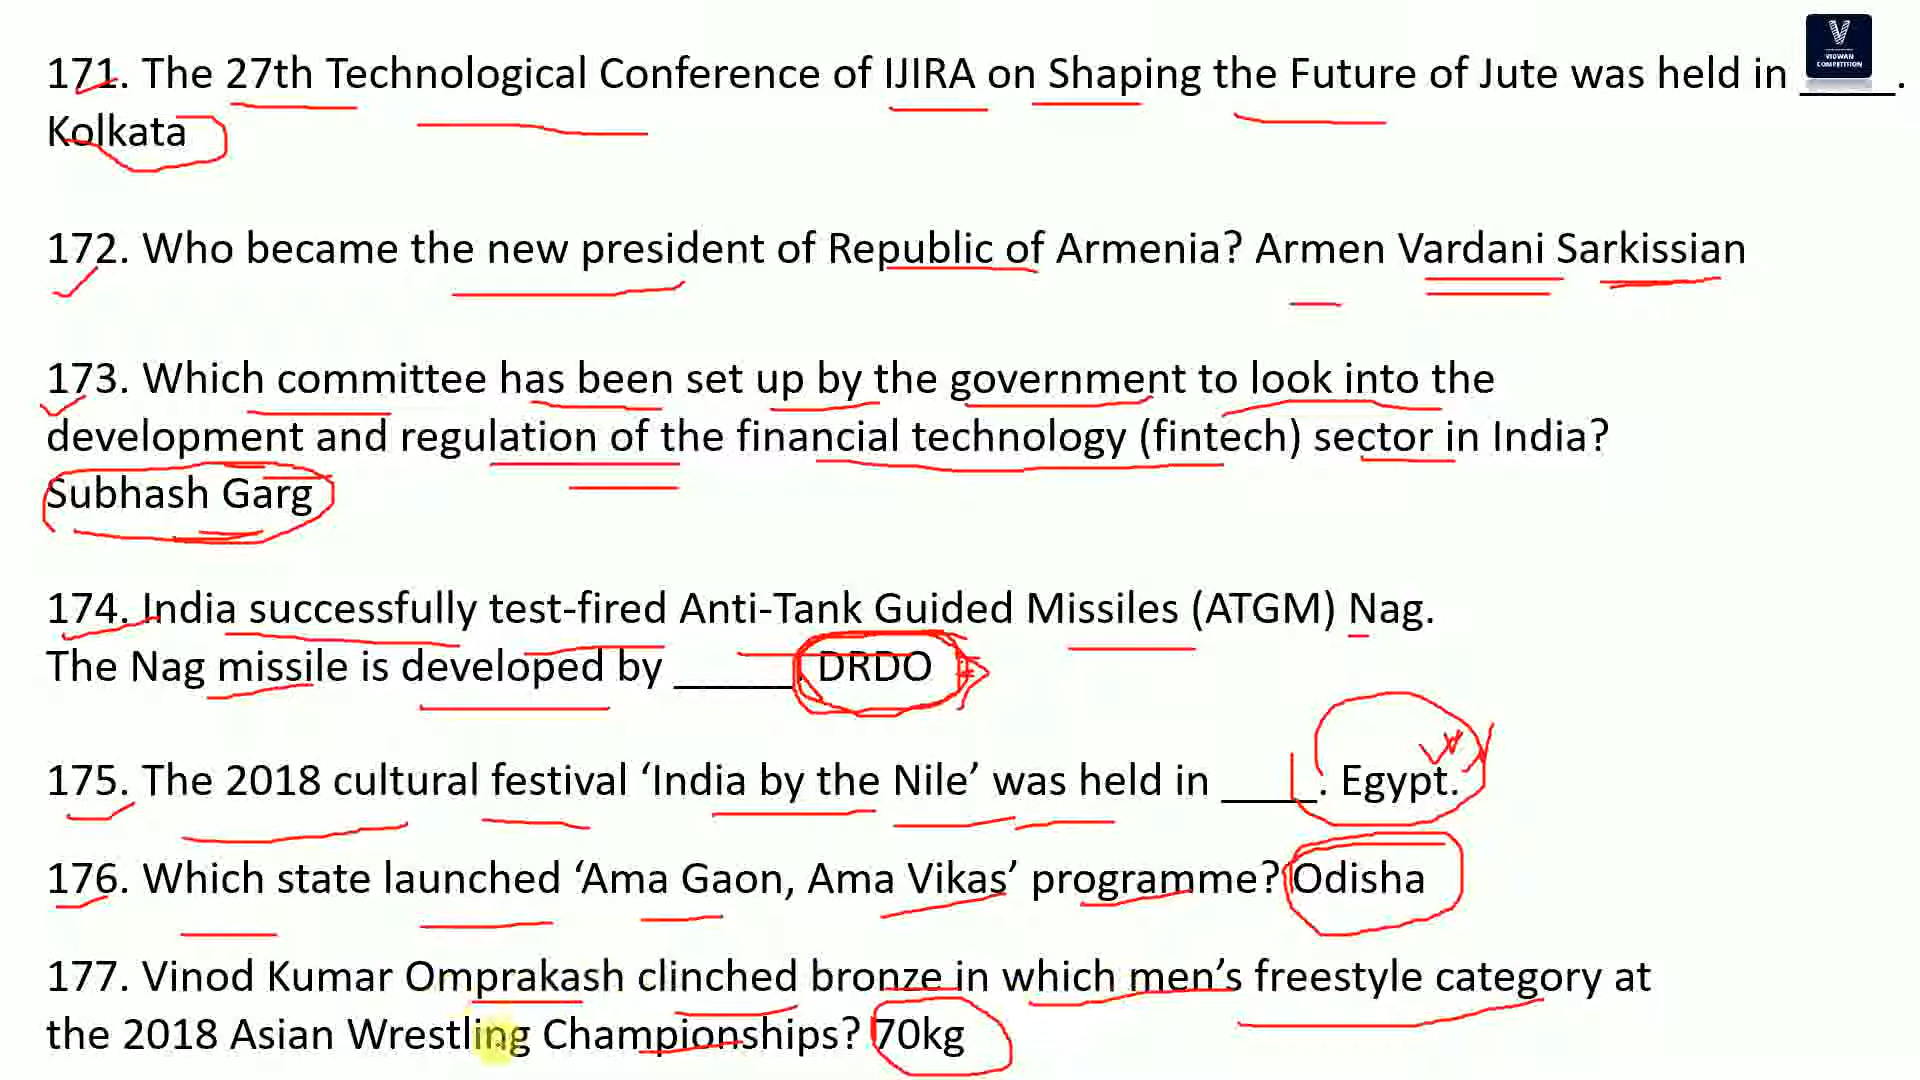 171. The 27th Technological Conference of IJIRA on Shaping the Future of Jute was held in ____.
Kolkata
V
VIDWAN
COMPETITION
172. Who became the new president of Republic of Armenia? Armen Vardani Sarkissian
173. Which committee has been set up by the government to look into the
development and regulation of the financial technology (fintech) sector in India?
Subhash Garg
174. India successfully test-fired Anti-Tank Guided Missiles (ATGM) Nag.
The Nag missile is developed by _____. DRDO
175. The 2018 cultural festival ‘India by the Nile’ was held in ____. Egypt.
176. Which state launched ‘Ama Gaon, Ama Vikas’ programme? Odisha
177. Vinod Kumar Omprakash clinched bronze in which men’s freestyle category at
the 2018 Asian Wrestling Championships? 70kg